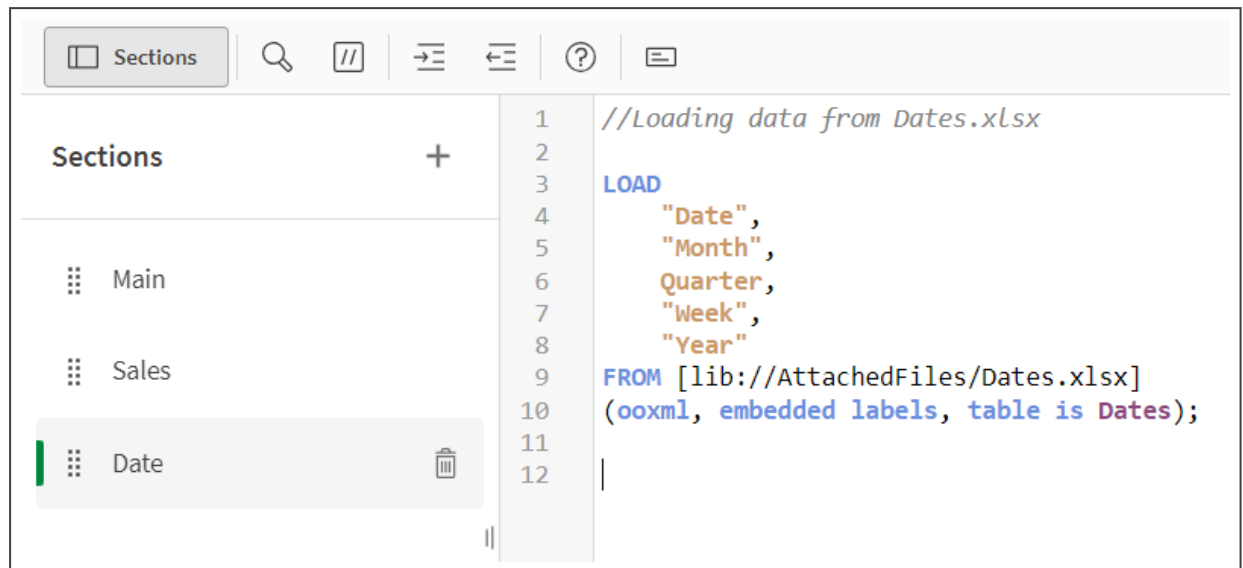 Sections
//
?
Sections
+
Main
Sales
Date
1 //Loading data from Dates.xlsx
2
3 LOAD
4 "Date",
5 "Month",
6 Quarter,
7 "Week",
8 "Year"
9 FROM [lib://AttachedFiles/Dates.xlsx]
10 (ooxml, embedded labels, table is Dates);
11
12